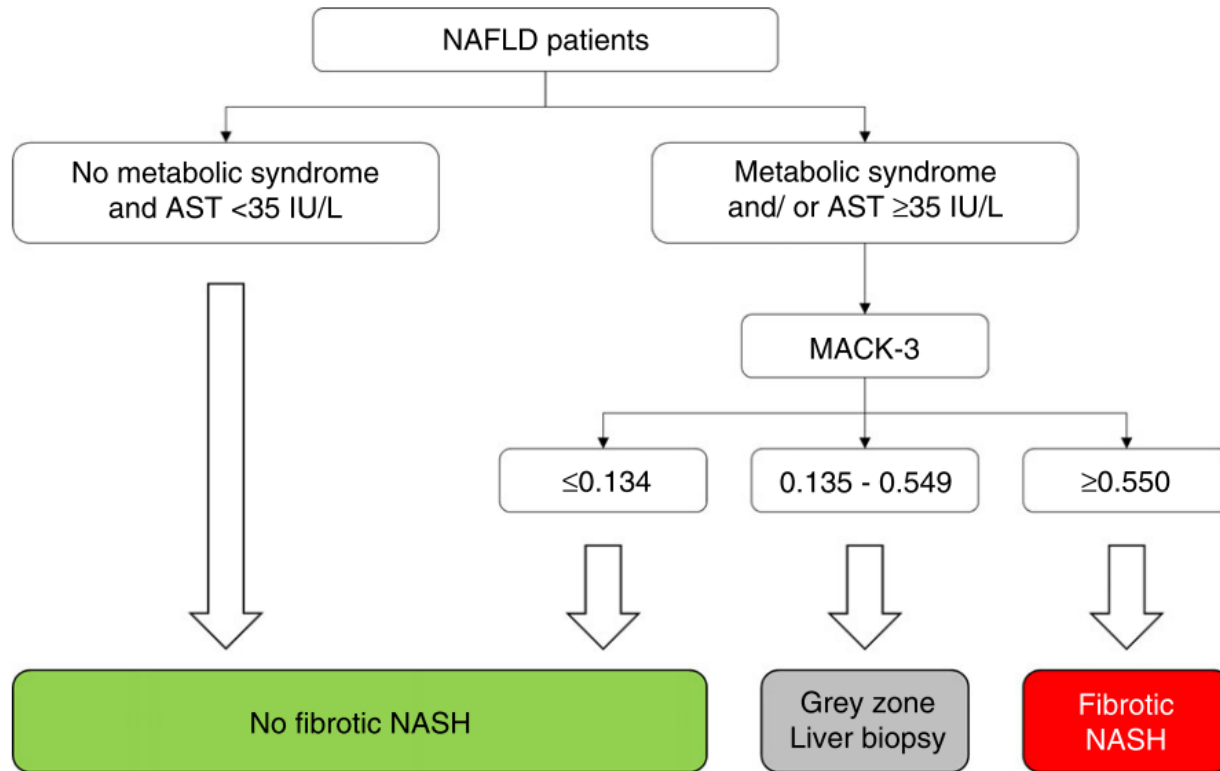 NAFLD patients
No metabolic syndrome
and AST <35 IU/L
Metabolic syndrome
and/ or AST ≥35 IU/L
MACK-3
≤0.134
0.135 - 0.549
≥0.550
No fibrotic NASH
Grey zone
Liver biopsy
Fibrotic
NASH